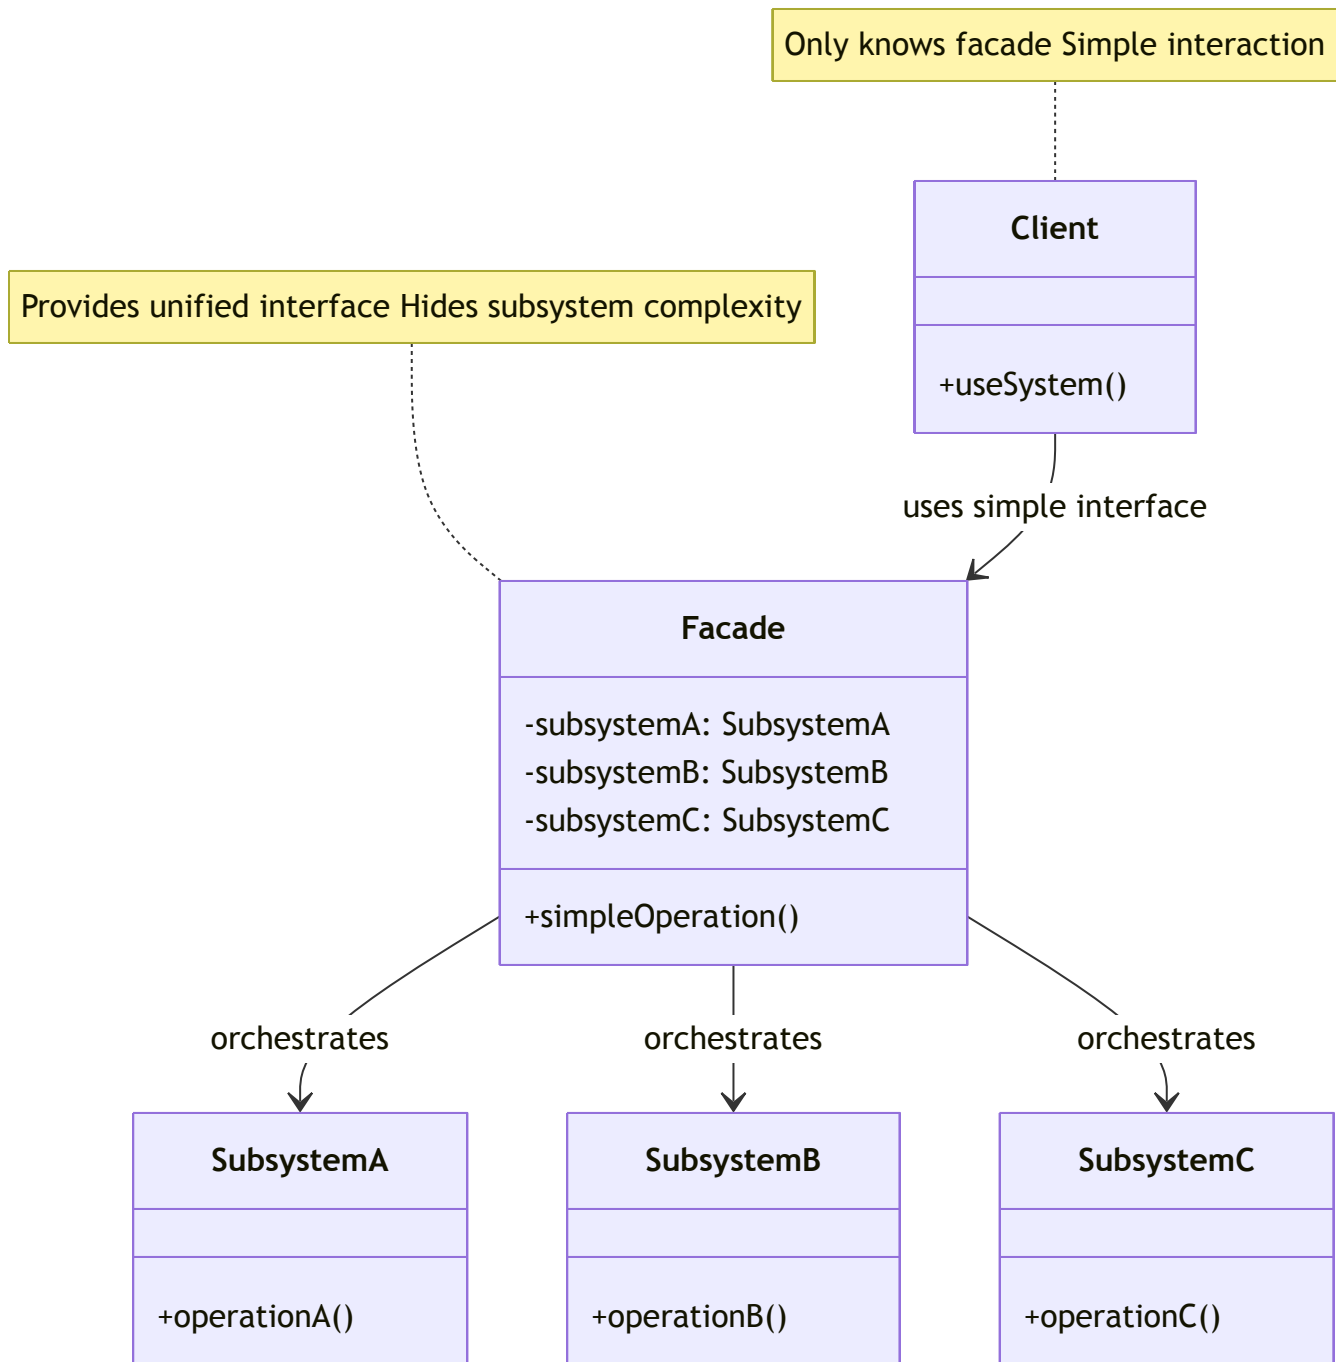 Only knows facade Simple interaction
Client
+useSystem()
Provides unified interface Hides subsystem complexity
uses simple interface
Facade
-subsystemA: SubsystemA
-subsystemB: SubsystemB
-subsystemC: SubsystemC
+simpleOperation()
orchestrates
orchestrates
orchestrates
SubsystemA
+operationA()
SubsystemB
+operationB()
SubsystemC
+operationC()